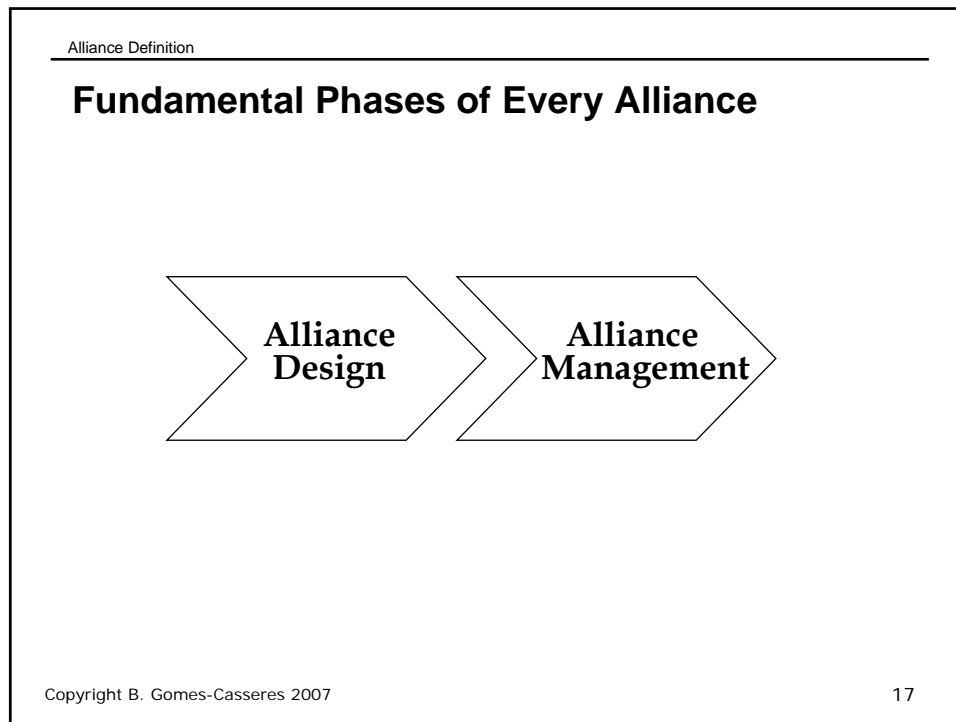 Alliance Definition
Fundamental Phases of Every Alliance
Alliance
Design
Alliance
Management
Copyright B. Gomes-Casseres 2007
17